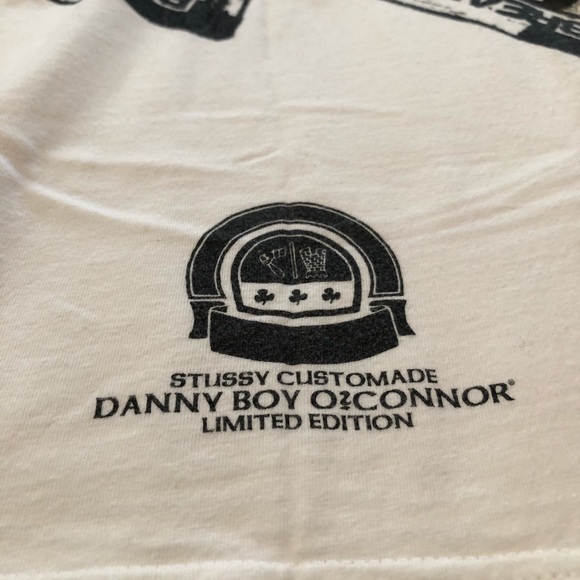 STUSSY CUSTOMADE
DANNY BOY O'CONNOR®
LIMITED EDITION